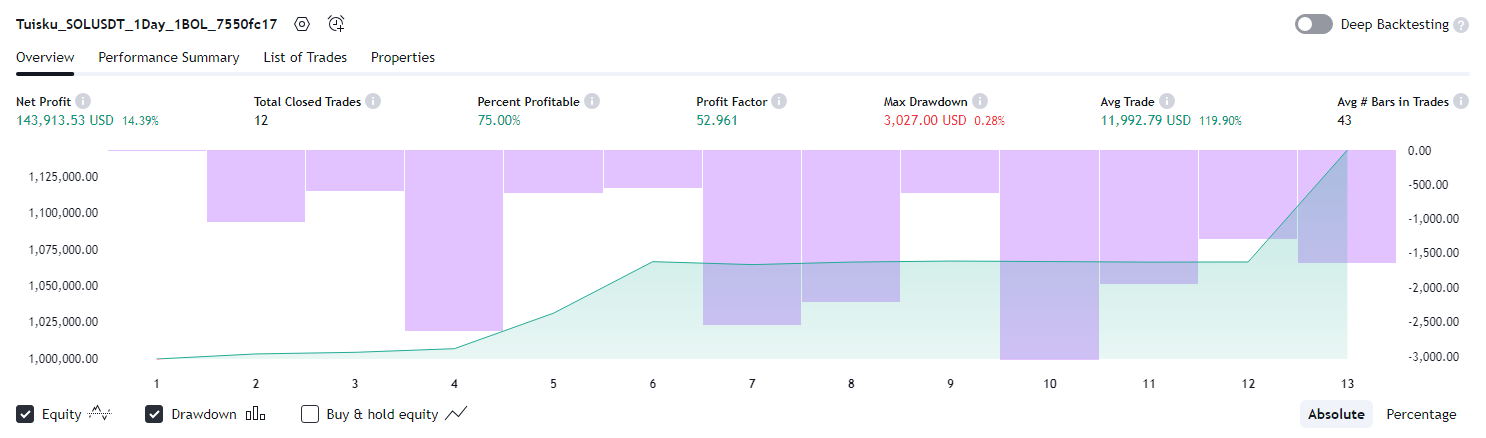 Tuisku_SOLUSDT_1Day_1BOL_7550fc17 Deep Backtesting ?
Overview Performance Summary List of Trades Properties
Net Profit Total Closed Trades Percent Profitable Profit Factor Max Drawdown Avg Trade Avg # Bars in Trades
143,913.53 USD 14.39% 12 75.00% 52.961 3,027.00 USD 0.28% 11,992.79 USD 119.90% 43
0.00
1,125,000.00 -500.00
1,100,000.00 -1,000.00
1,075,000.00 -1,500.00
1,050,000.00 -2,000.00
1,025,000.00 -2,500.00
1,000,000.00 -3,000.00
1 2 3 4 5 6 7 8 9 10 11 12 13
Equity Drawdown Buy & hold equity Absolute Percentage